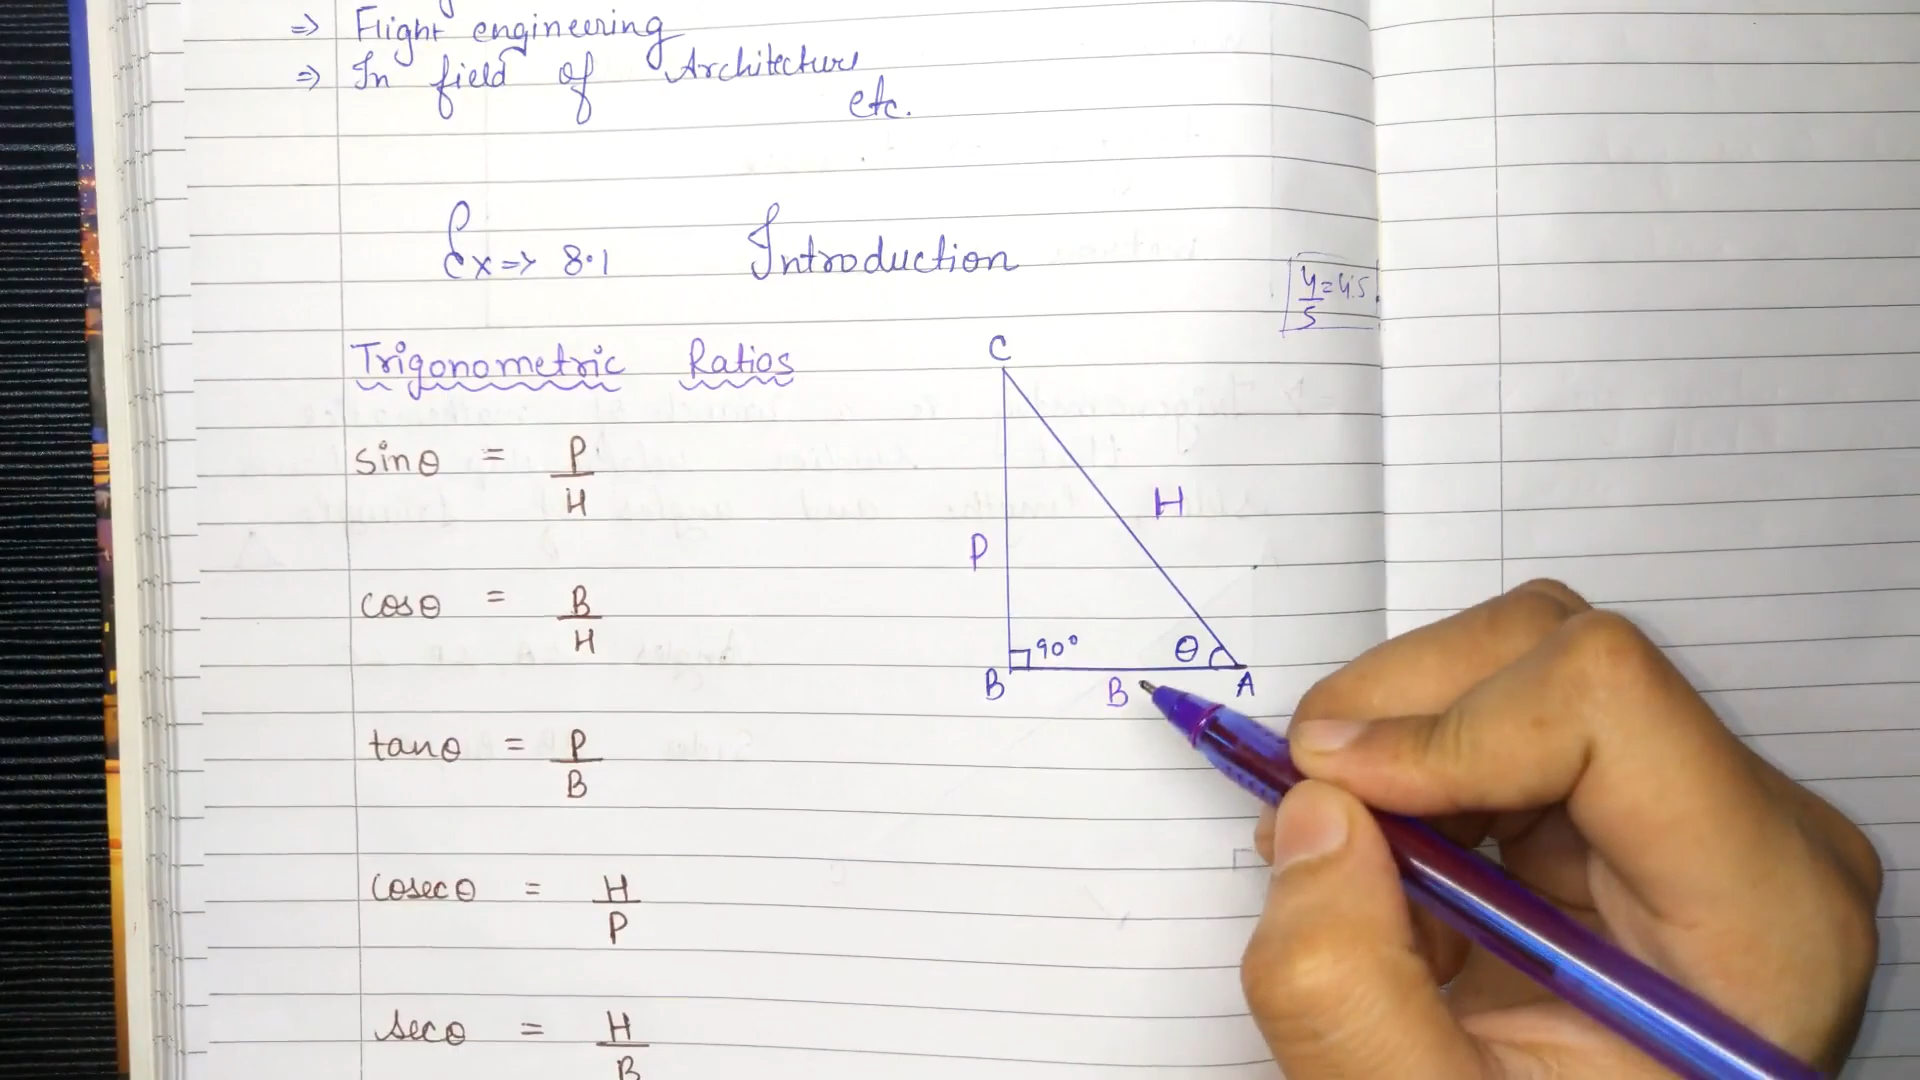 ⇒ Flight engineering
⇒ In field of Architecture
etc.
Ex => 8.1 Introduction
Trigonometric Ratios
sinθ = P/H
cosθ = B/H
tanθ = P/B
cosecθ = H/P
secθ = H/B
C
H
P
90° θ
B B A